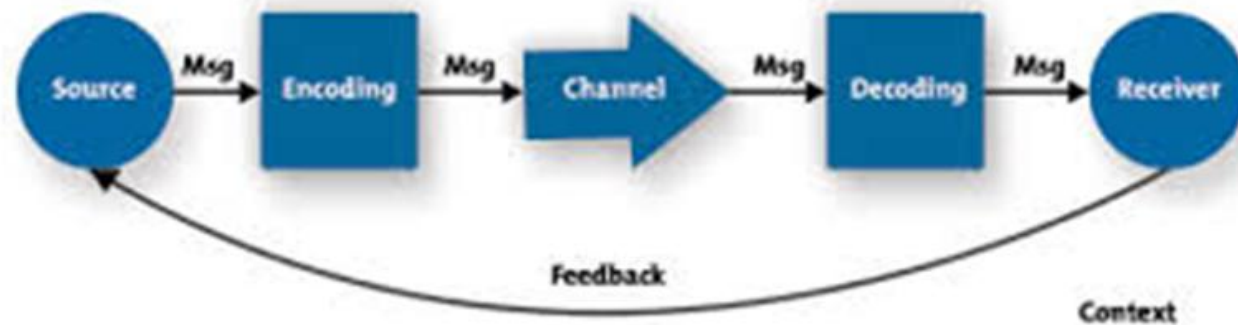 Msg Msg Msg Msg
Source Encoding Channel Decoding Receiver
Feedback
Context